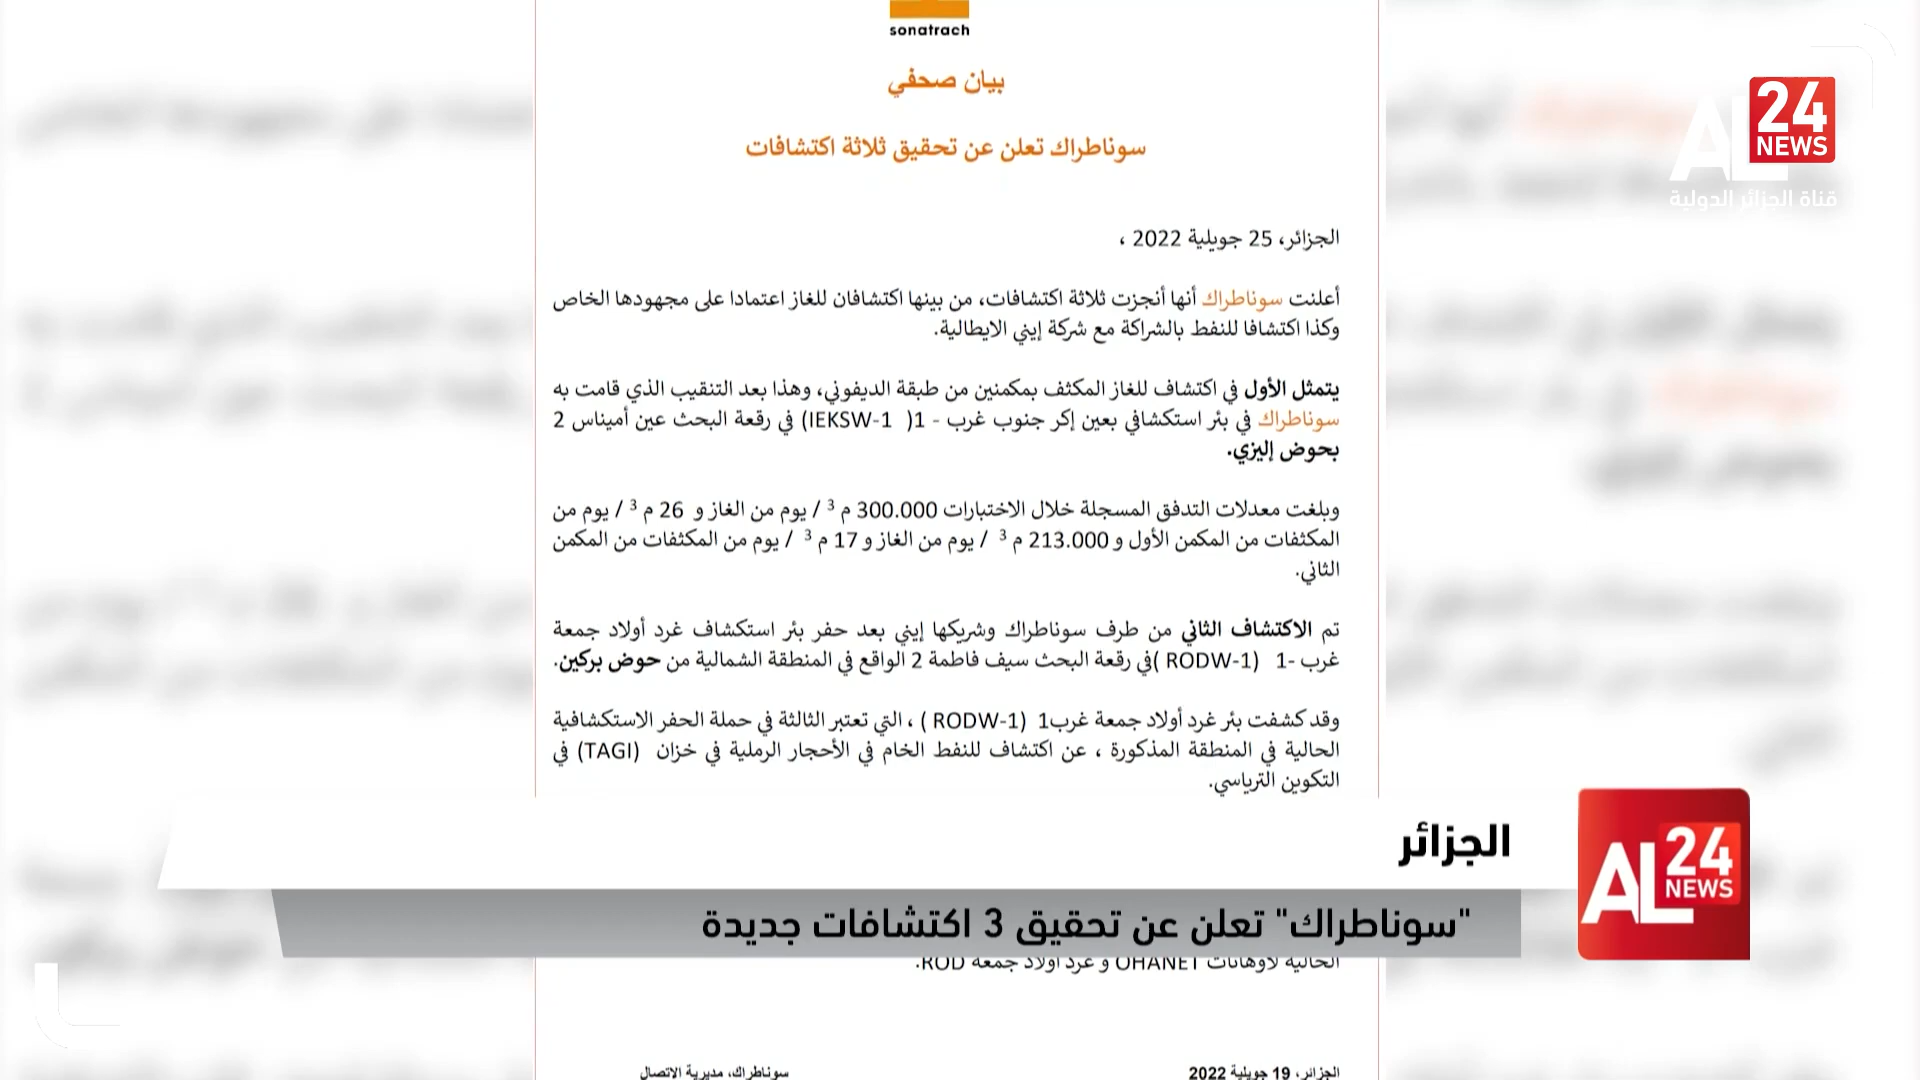 sonatrach
بيان صحفي
سوناطراك تعلن عن تحقيق ثلاثة اكتشافات
24
NEWS
AL
قناة الجزائر الدولية
الجزائر، 25 جويلية 2022 ،
أعلنت سوناطراك أنها أنجزت ثلاثة اكتشافات، من بينها اكتشافان للغاز اعتمادا على مجهودها الخاص
وكذا اكتشافا للنفط بالشراكة مع شركة إيني الايطالية.
يتمثل الأول في اكتشاف للغاز المكثف بمكمنين من طبقة الديفوني، وهذا بعد التنقيب الذي قامت به
سوناطراك في بئر استكشافي بعين إكر جنوب غرب - 1( IEKSW-1) في رقعة البحث عين أميناس 2
بحوض إليزي.
وبلغت معدلات التدفق المسجلة خلال الاختبارات 300.000 م 3 / يوم من الغاز و 26 م 3 / يوم من
المكثفات من المكمن الأول و 213.000 م 3 / يوم من الغاز و 17 م 3 / يوم من المكثفات من المكمن
الثاني.
تم الاكتشاف الثاني من طرف سوناطراك وشريكها إيني بعد حفر بئر استكشاف غرد أولاد جمعة
غرب -1 (RODW-1 )في رقعة البحث سيف فاطمة 2 الواقع في المنطقة الشمالية من حوض بركين.
وقد كشفت بئر غرد أولاد جمعة غرب1 (RODW-1 ) ، التي تعتبر الثالثة في حملة الحفر الاستكشافية
الحالية في المنطقة المذكورة ، عن اكتشاف للنفط الخام في الأحجار الرملية في خزان (TAGI) في
التكوين الترياسي.
الجزائر
"سوناطراك" تعلن عن تحقيق 3 اكتشافات جديدة
24
NEWS
AL
الحالية لأوهانات OHANET و غرد أولاد جمعة ROD.
الجزائر، 19 جويلية 2022
سوناطراك، مديرية الاتصال